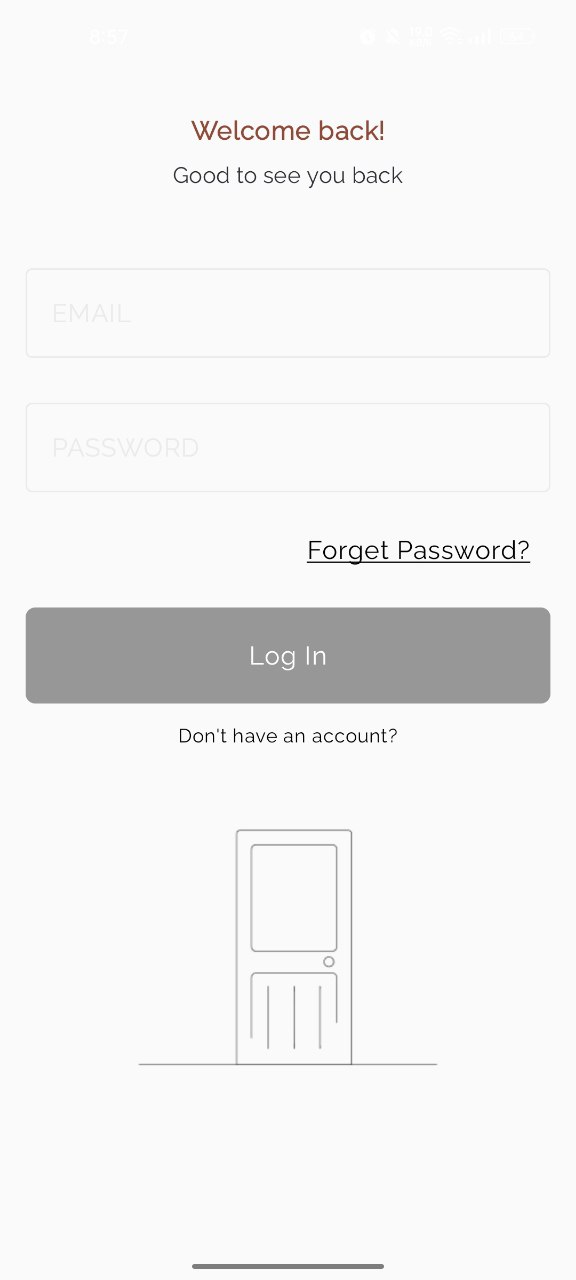 8:57
Welcome back!
Good to see you back
EMAIL
PASSWORD
Forget Password?
Log In
Don't have an account?